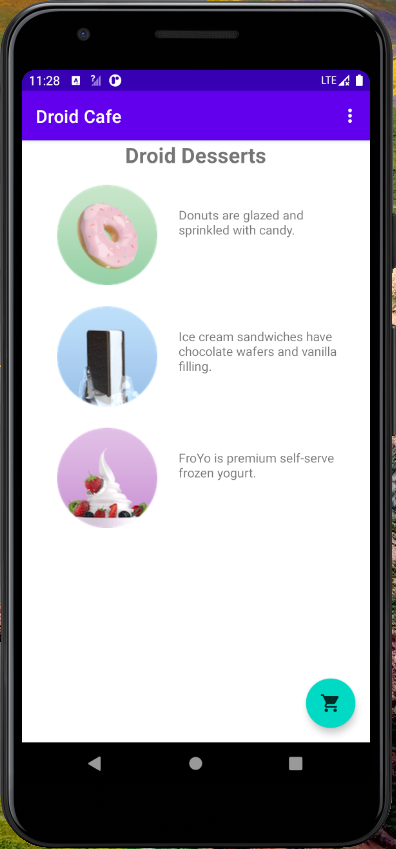 11:28 LTE
Droid Cafe
Droid Desserts
Donuts are glazed and
sprinkled with candy.
Ice cream sandwiches have
chocolate wafers and vanilla
filling.
FroYo is premium self-serve
frozen yogurt.